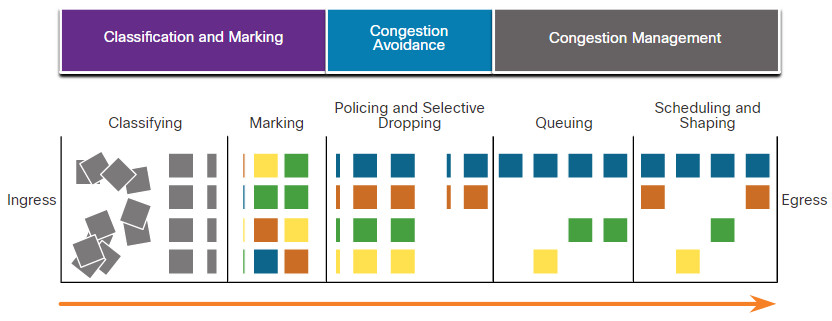 Classification and Marking
Congestion
Avoidance
Congestion Management
Classifying
Marking
Policing and Selective
Dropping
Queuing
Scheduling and
Shaping
Ingress
Egress